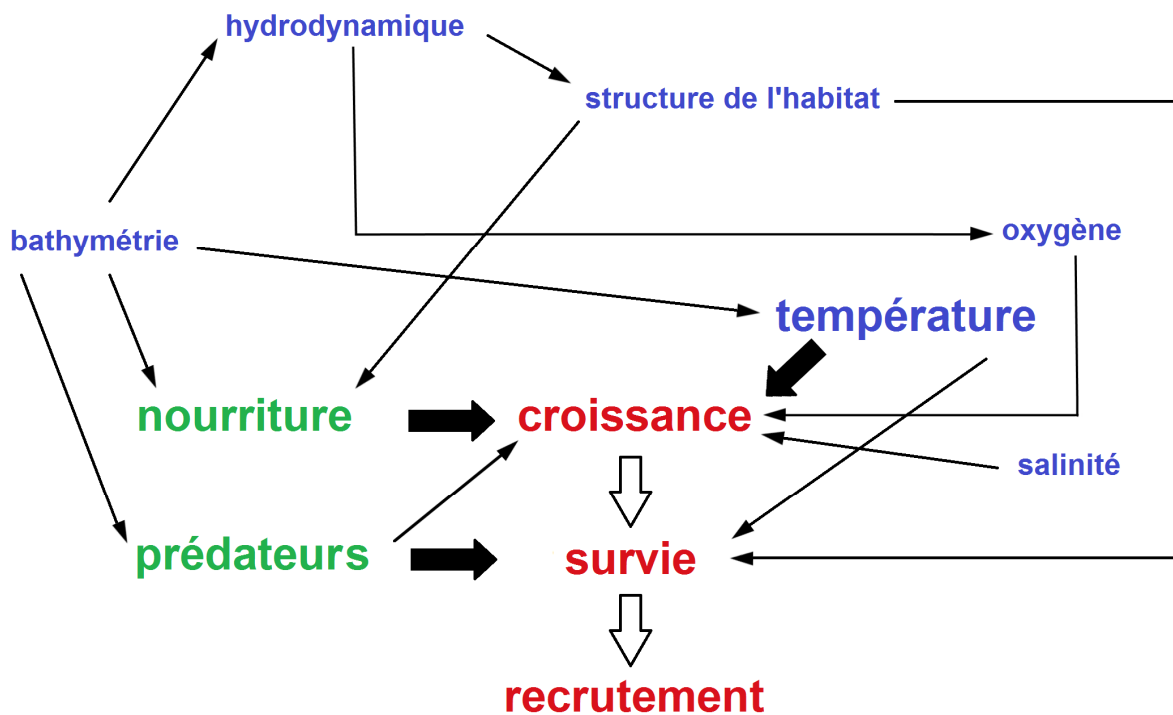 hydrodynamique
structure de l'habitat
bathymétrie
oxygène
température
nourriture
croissance
salinité
prédateurs
survie
recrutement